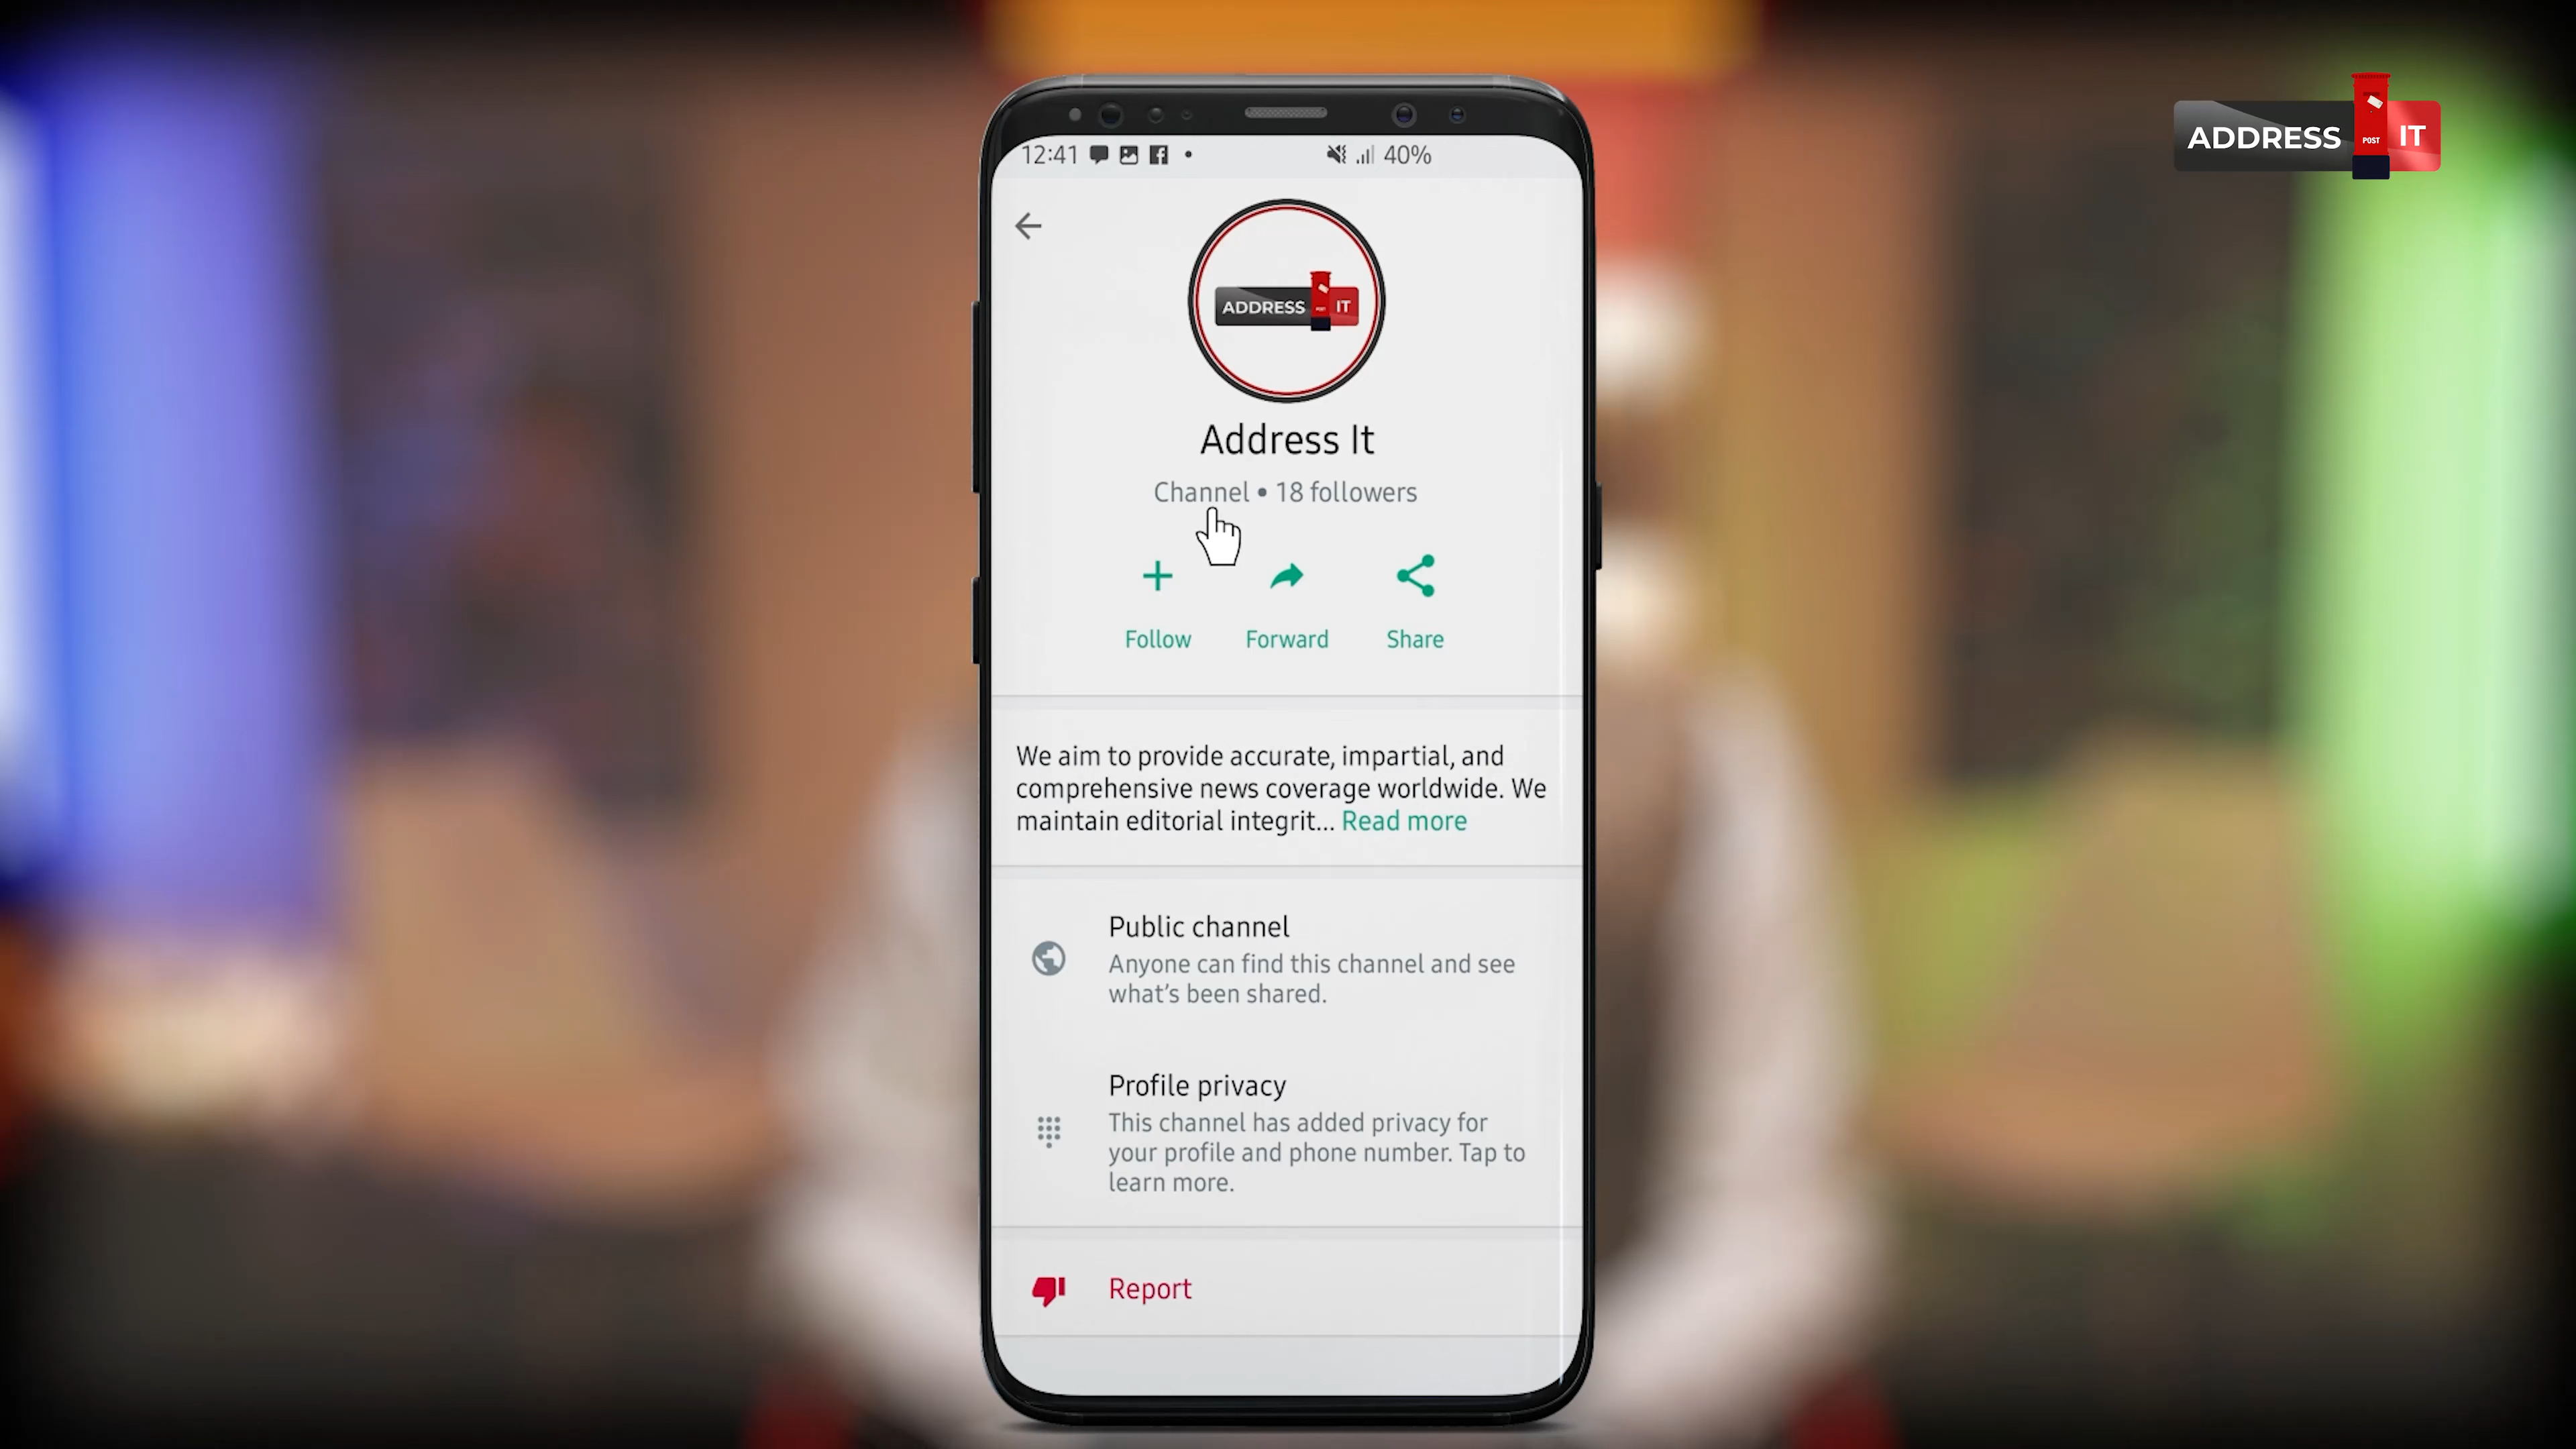 ADDRESS POST IT
12:41 40%
ADDRESS POST IT
Address It
Channel • 18 followers
Follow Forward Share
We aim to provide accurate, impartial, and
comprehensive news coverage worldwide. We
maintain editorial integrit... Read more
Public channel
Anyone can find this channel and see
what's been shared.
Profile privacy
This channel has added privacy for
your profile and phone number. Tap to
learn more.
Report